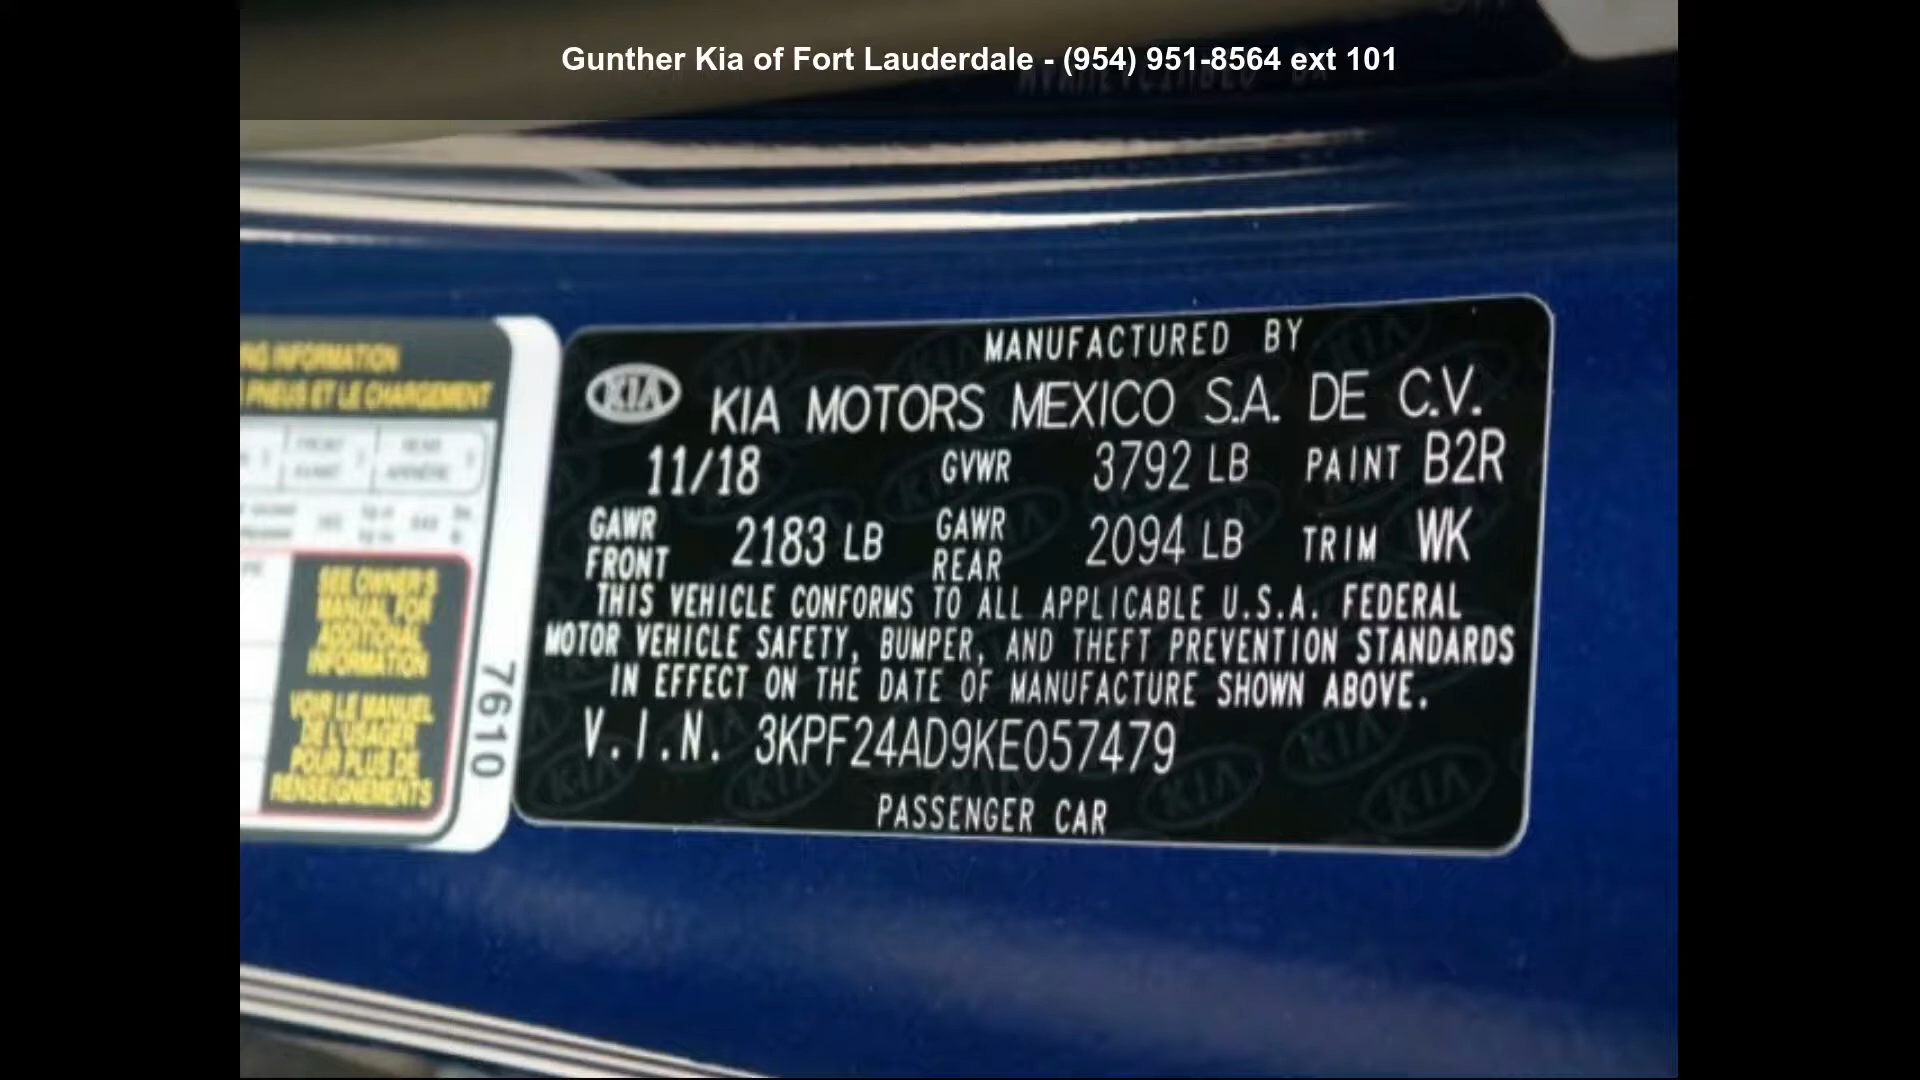 Gunther Kia of Fort Lauderdale - (954) 951-8564 ext 101
NG INFORMATION
PNEUS ET LE CHARGEMENT
SEE OWNER'S
MANUAL FOR
ADDITIONAL
INFORMATION
VOIR LE MANUEL
DE L'USAGER
POUR PLUS DE
RENSEIGNEMENTS
7610
MANUFACTURED BY
KIA KIA MOTORS MEXICO S.A. DE C.V.
11/18 GVWR 3792 LB PAINT B2R
GAWR FRONT 2183 LB GAWR REAR 2094 LB TRIM WK
THIS VEHICLE CONFORMS TO ALL APPLICABLE U.S.A. FEDERAL
MOTOR VEHICLE SAFETY, BUMPER, AND THEFT PREVENTION STANDARDS
IN EFFECT ON THE DATE OF MANUFACTURE SHOWN ABOVE.
V.I.N. 3KPF24AD9KE057479
PASSENGER CAR